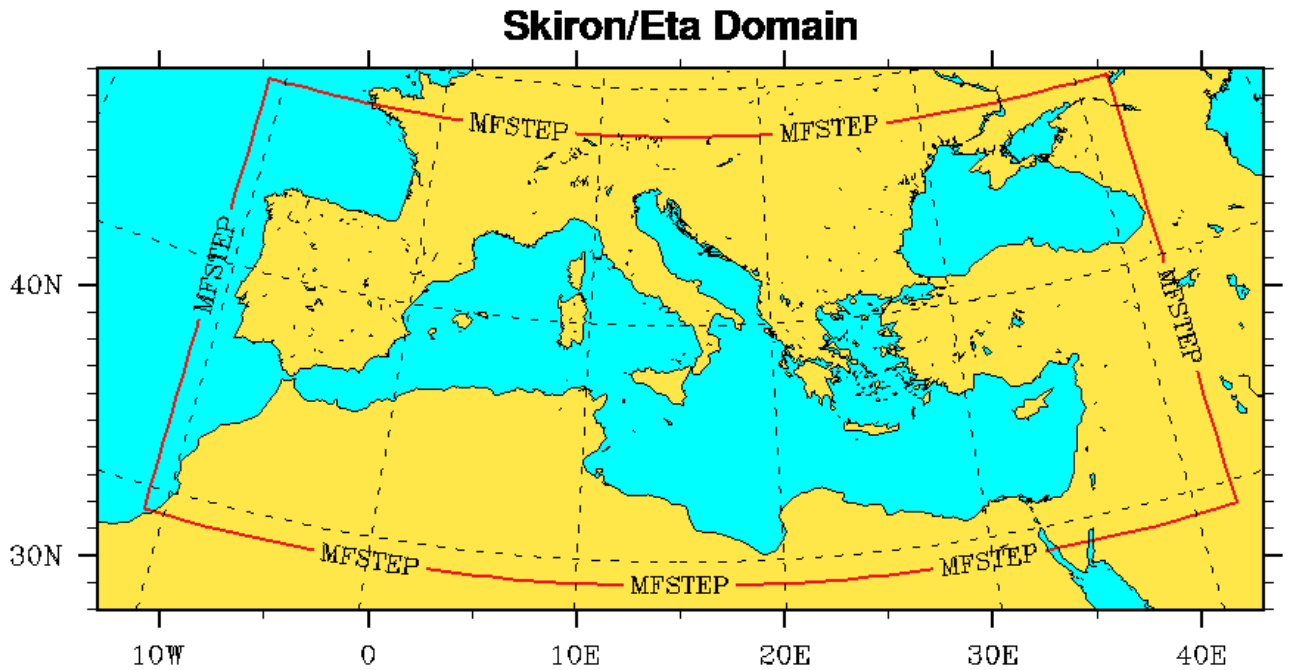 Skiron/Eta Domain
MFSTEP
MFSTEP
MFSTEP
MFSTEP
40N
30N
MFSTEP
MFSTEP
MFSTEP
10W
0
10E
20E
30E
40E